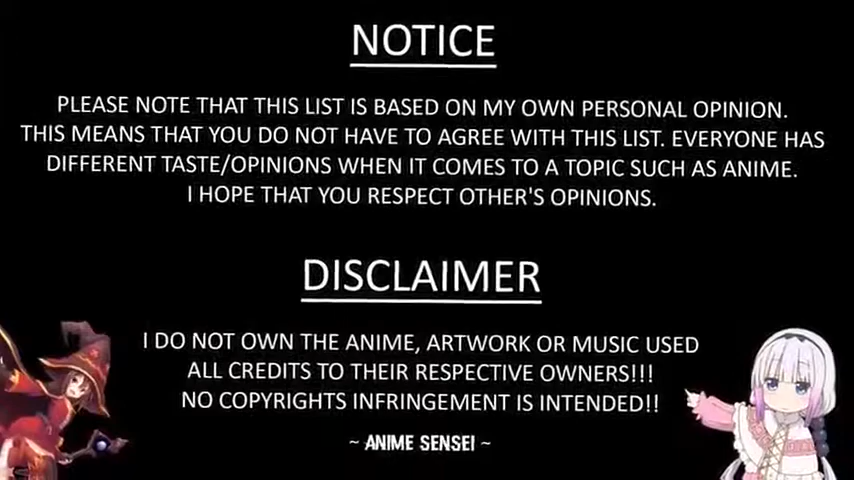 NOTICE
PLEASE NOTE THAT THIS LIST IS BASED ON MY OWN PERSONAL OPINION.
THIS MEANS THAT YOU DO NOT HAVE TO AGREE WITH THIS LIST. EVERYONE HAS
DIFFERENT TASTE/OPINIONS WHEN IT COMES TO A TOPIC SUCH AS ANIME.
I HOPE THAT YOU RESPECT OTHER'S OPINIONS.
DISCLAIMER
I DO NOT OWN THE ANIME, ARTWORK OR MUSIC USED
ALL CREDITS TO THEIR RESPECTIVE OWNERS!!!
NO COPYRIGHTS INFRINGEMENT IS INTENDED!!
~ ANIME SENSEI ~